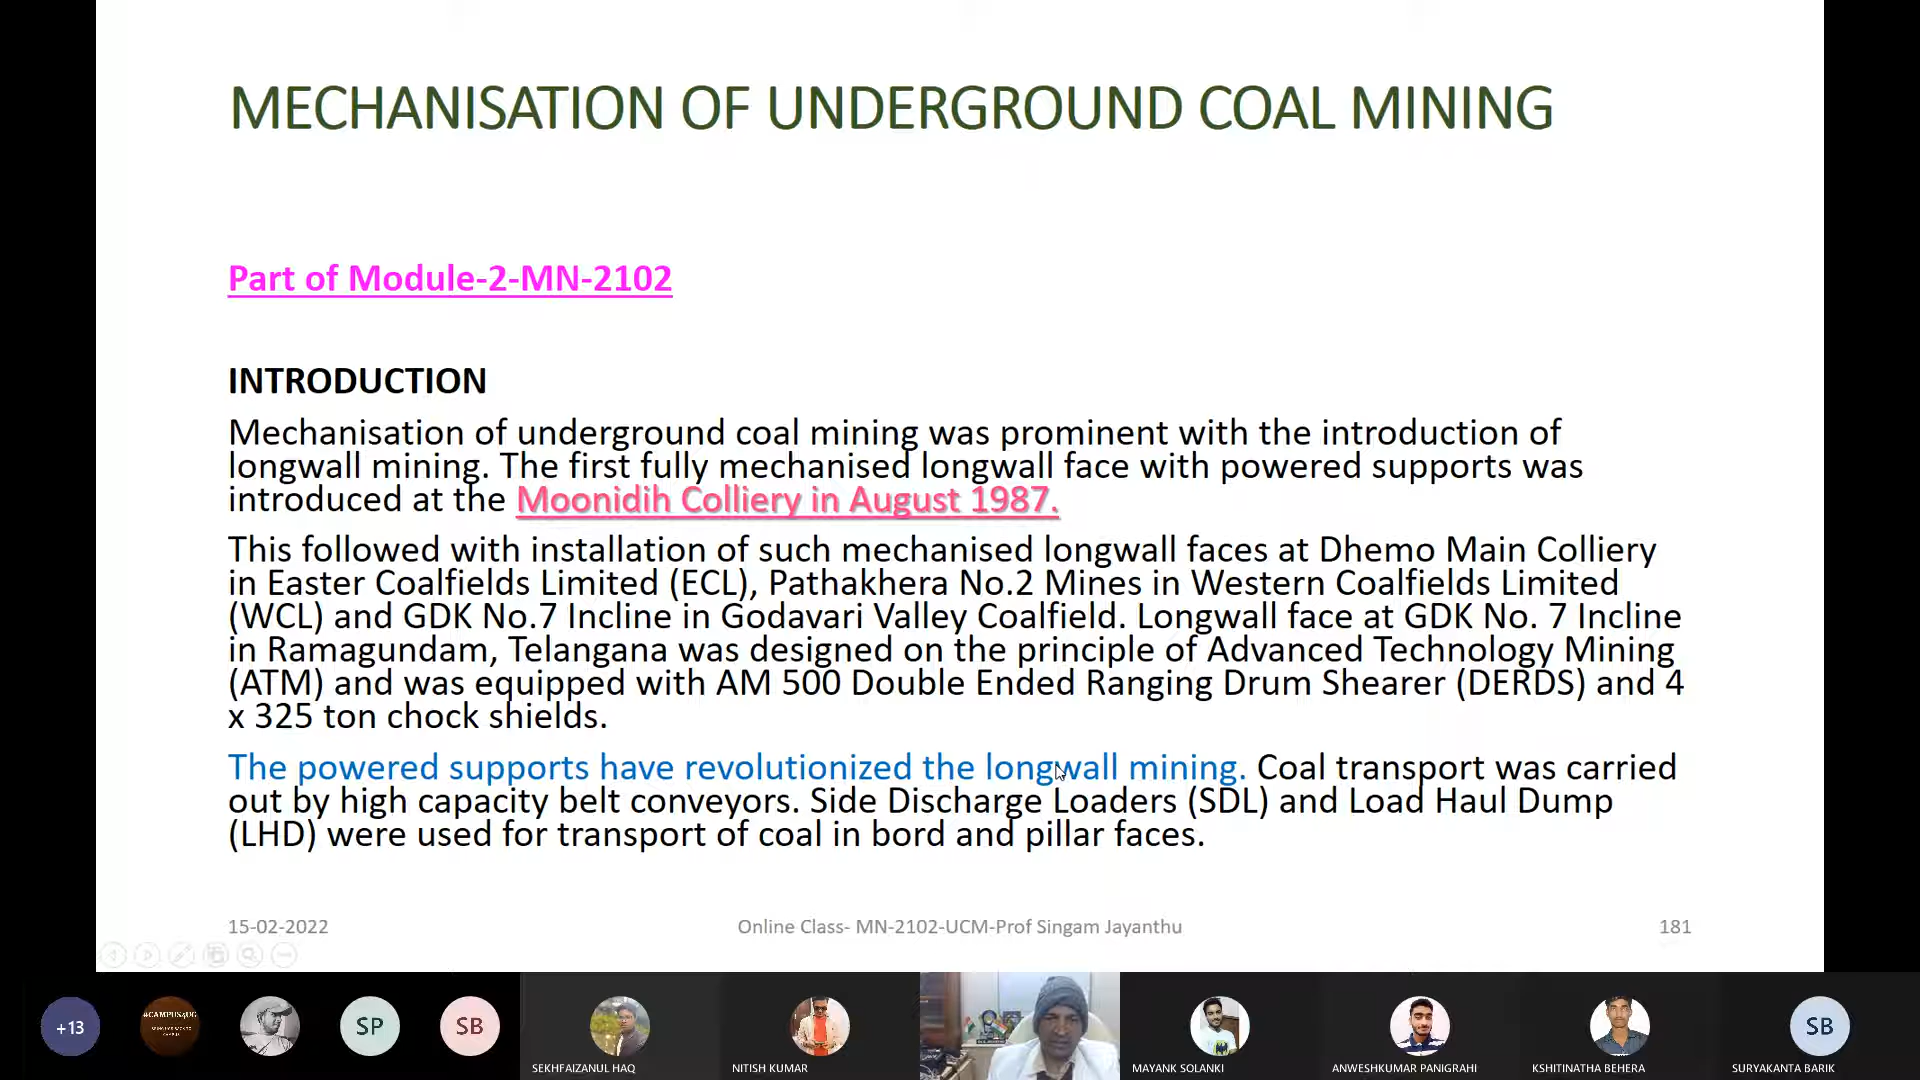 MECHANISATION OF UNDERGROUND COAL MINING
Part of Module-2-MN-2102
INTRODUCTION
Mechanisation of underground coal mining was prominent with the introduction of
longwall mining. The first fully mechanised longwall face with powered supports was
introduced at the Moonidih Colliery in August 1987.
This followed with installation of such mechanised longwall faces at Dhemo Main Colliery
in Easter Coalfields Limited (ECL), Pathakhera No.2 Mines in Western Coalfields Limited
(WCL) and GDK No.7 Incline in Godavari Valley Coalfield. Longwall face at GDK No. 7 Incline
in Ramagundam, Telangana was designed on the principle of Advanced Technology Mining
(ATM) and was equipped with AM 500 Double Ended Ranging Drum Shearer (DERDS) and 4
x 325 ton chock shields.
The powered supports have revolutionized the longwall mining. Coal transport was carried
out by high capacity belt conveyors. Side Discharge Loaders (SDL) and Load Haul Dump
(LHD) were used for transport of coal in bord and pillar faces.
15-02-2022 Online Class- MN-2102-UCM-Prof Singam Jayanthu 181
+13 #CAMPUS4UG SP SB SB
SEKHFAIZANUL HAQ NITISH KUMAR MAYANK SOLANKI ANWESHKUMAR PANIGRAHI KSHITINATHA BEHERA SURYAKANTA BARIK